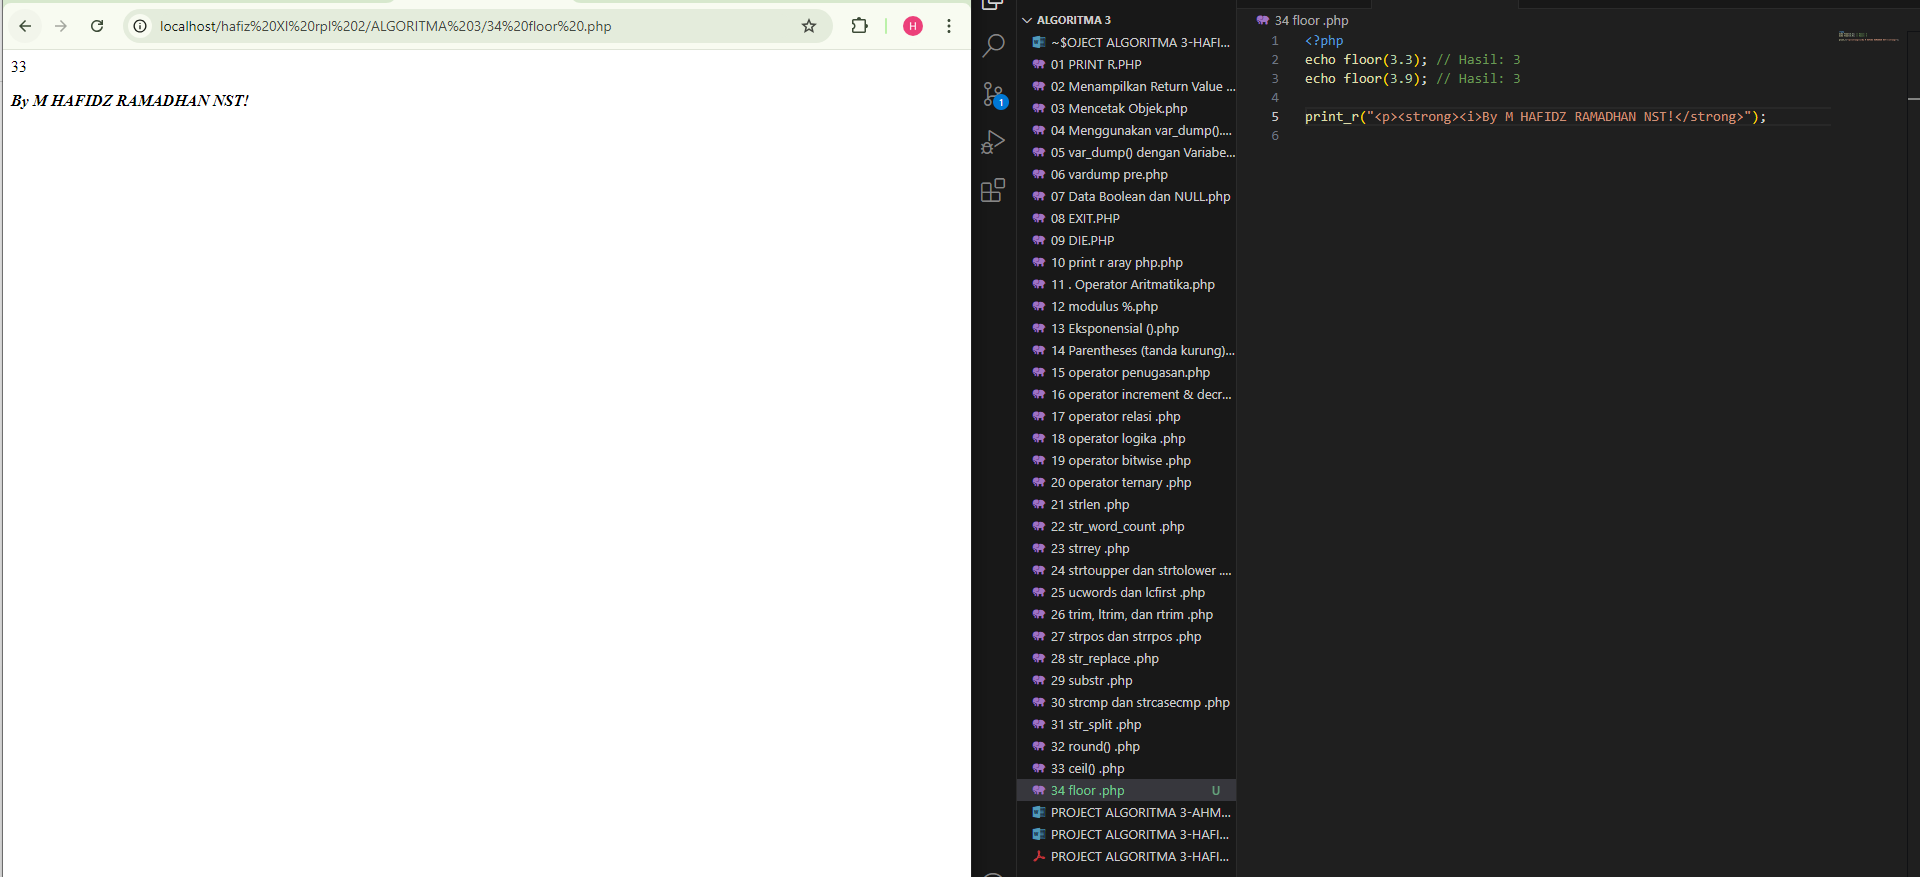 localhost/hafiz%20XI%20rpl%202/ALGORITMA%203/34%20floor%20.php
H
33
By M HAFIDZ RAMADHAN NST!
1
ALGORITMA 3
~$OJECT ALGORITMA 3-HAFI...
01 PRINT R.PHP
02 Menampilkan Return Value ...
03 Mencetak Objek.php
04 Menggunakan var_dump()....
05 var_dump() dengan Variabe...
06 vardump pre.php
07 Data Boolean dan NULL.php
08 EXIT.PHP
09 DIE.PHP
10 print r aray php.php
11 . Operator Aritmatika.php
12 modulus %.php
13 Eksponensial ().php
14 Parentheses (tanda kurung)...
15 operator penugasan.php
16 operator increment & decr...
17 operator relasi .php
18 operator logika .php
19 operator bitwise .php
20 operator ternary .php
21 strlen .php
22 str_word_count .php
23 strrey .php
24 strtoupper dan strtolower ....
25 ucwords dan lcfirst .php
26 trim, ltrim, dan rtrim .php
27 strpos dan strrpos .php
28 str_replace .php
29 substr .php
30 strcmp dan strcasecmp .php
31 str_split .php
32 round() .php
33 ceil() .php
34 floor .php U
PROJECT ALGORITMA 3-AHM...
PROJECT ALGORITMA 3-HAFI...
PROJECT ALGORITMA 3-HAFI...
34 floor .php
1 <?php
2 echo floor(3.3); // Hasil: 3
3 echo floor(3.9); // Hasil: 3
4
5 print_r("<p><strong><i>By M HAFIDZ RAMADHAN NST!</strong>");
6